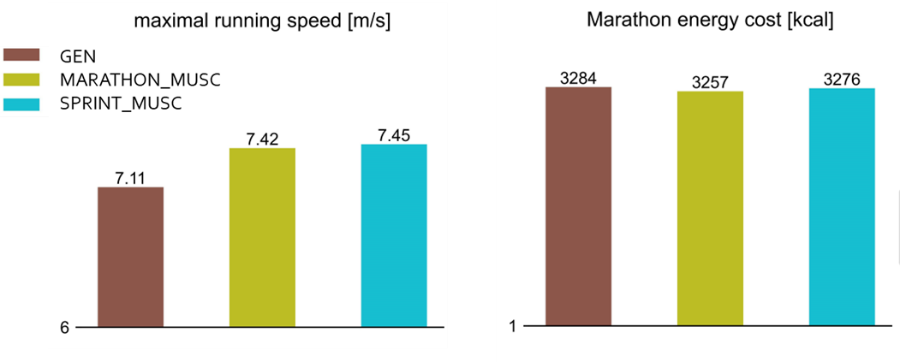 maximal running speed [m/s]
GEN
MARATHON_MUSC
SPRINT_MUSC
7.11
7.42
7.45
6
Marathon energy cost [kcal]
3284
3257
3276
1